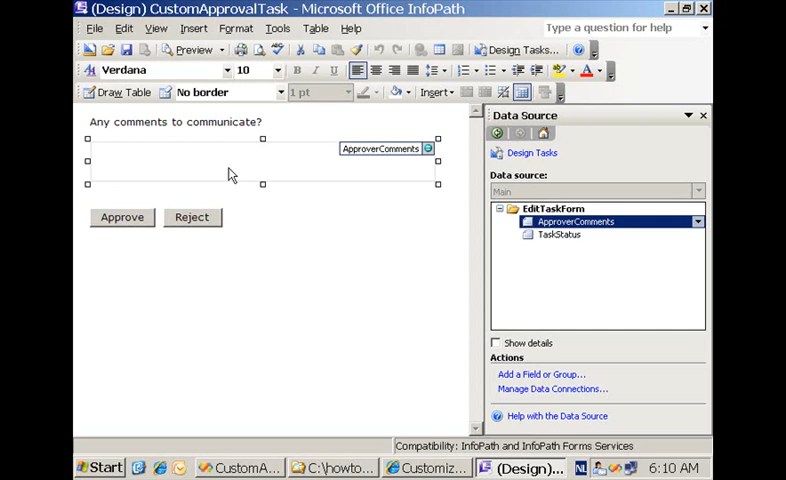 (Design) CustomApprovalTask - Microsoft Office InfoPath
File Edit View Insert Format Tools Table Help
Type a question for help
Preview
Design Tasks...
Verdana 10 B I U
Draw Table No border 1 pt Insert
Any comments to communicate?
ApproverComments
Approve Reject
Data Source
Design Tasks
Data source:
Main
EditTaskForm
ApproverComments
TaskStatus
Show details
Actions
Add a Field or Group...
Manage Data Connections...
Help with the Data Source
Compatibility: InfoPath and InfoPath Forms Services
Start CustomA... C:\howto... Customiz... (Design)... NL 6:10 AM